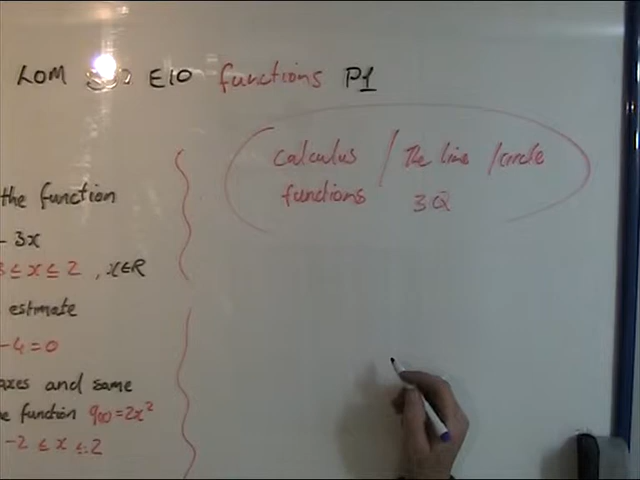 LOM E10 functions P1
calculus / The line / circle
functions 3Q
the function
- 3x
3 ≤ x ≤ 2 , x∈R
estimate
-4=0
axes and same
function g(x)=2x²
-2 ≤ x ≤ 2